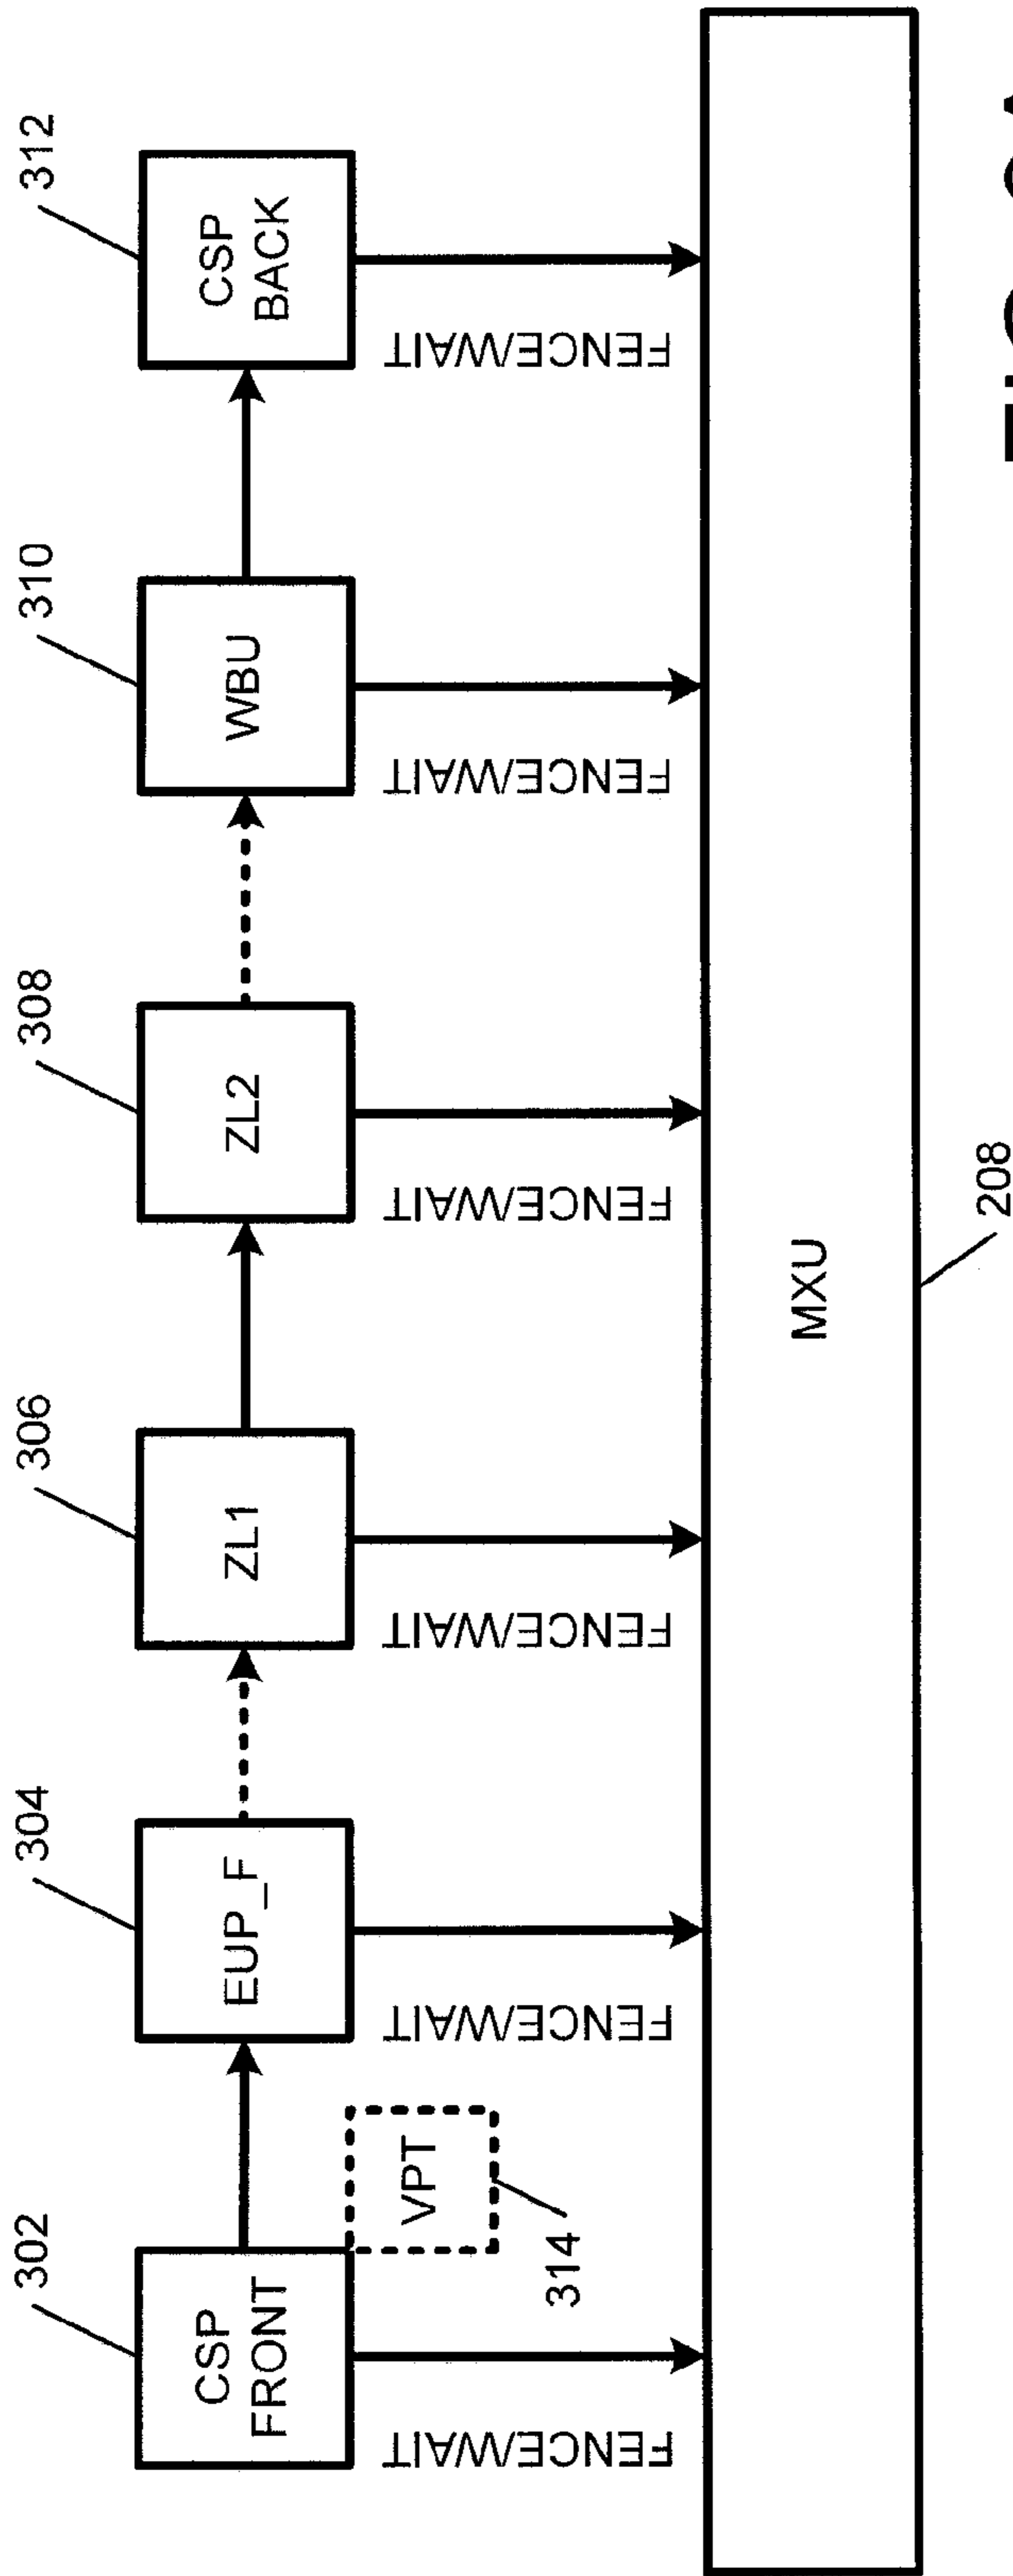 302
304
306
308
310
312
CSP
FRONT
EUP_F
ZL1
ZL2
WBU
CSP
BACK
VPT
314
FENCE/WAIT
FENCE/WAIT
FENCE/WAIT
FENCE/WAIT
FENCE/WAIT
FENCE/WAIT
MXU
208